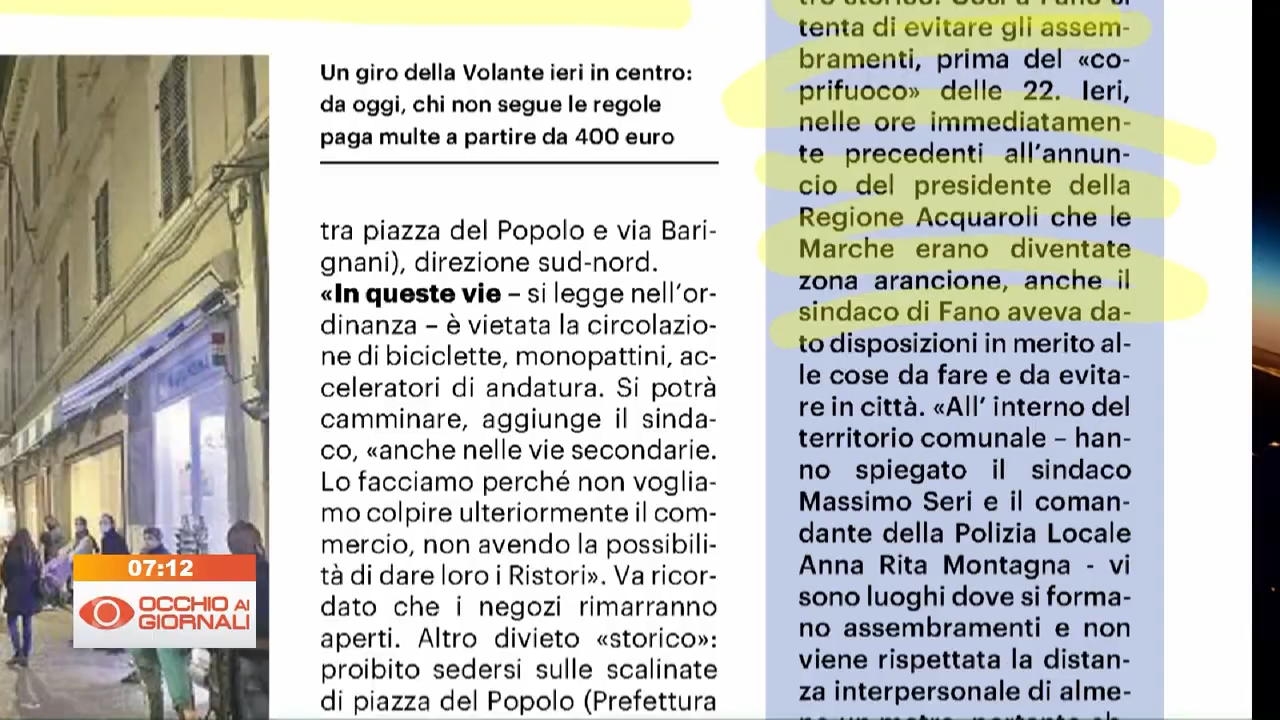 Un giro della Volante ieri in centro:
da oggi, chi non segue le regole
paga multe a partire da 400 euro
tra piazza del Popolo e via Bari-
gnani), direzione sud-nord.
«In queste vie – si legge nell’or-
dinanza – è vietata la circolazio-
ne di biciclette, monopattini, ac-
celeratori di andatura. Si potrà
camminare, aggiunge il sinda-
co, «anche nelle vie secondarie.
Lo facciamo perché non voglia-
mo colpire ulteriormente il com-
mercio, non avendo la possibili-
tà di dare loro i Ristori». Va ricor-
dato che i negozi rimarranno
aperti. Altro divieto «storico»:
proibito sedersi sulle scalinate
di piazza del Popolo (Prefettura
tro storico. Così a Fano si
tenta di evitare gli assem-
bramenti, prima del «co-
prifuoco» delle 22. Ieri,
nelle ore immediatamen-
te precedenti all’annun-
cio del presidente della
Regione Acquaroli che le
Marche erano diventate
zona arancione, anche il
sindaco di Fano aveva da-
to disposizioni in merito al-
le cose da fare e da evita-
re in città. «All’ interno del
territorio comunale – han-
no spiegato il sindaco
Massimo Seri e il coman-
dante della Polizia Locale
Anna Rita Montagna - vi
sono luoghi dove si forma-
no assembramenti e non
viene rispettata la distan-
za interpersonale di alme-
07:12
OCCHIO AI
GIORNALI